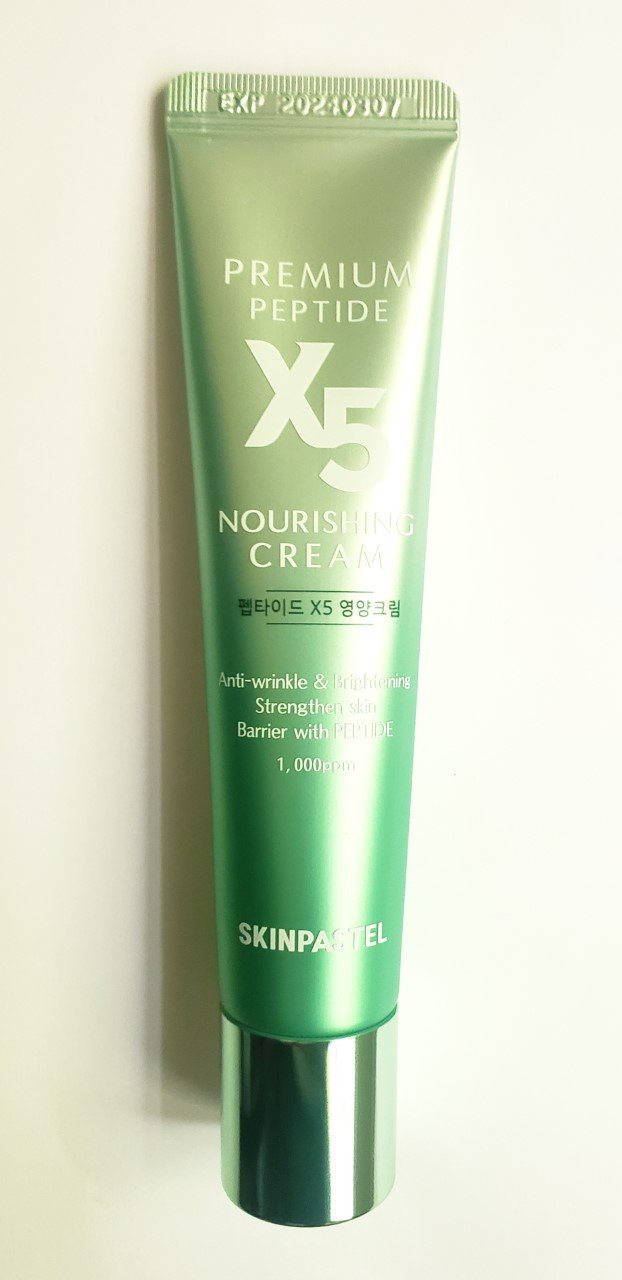 EXP 20240307
PREMIUM
PEPTIDE
X5
NOURISHING
CREAM
펩타이드 X5 영양크림
Anti-wrinkle & Brightening
Strengthen skin
Barrier with PEPTIDE
1,000ppm
SKINPASTEL